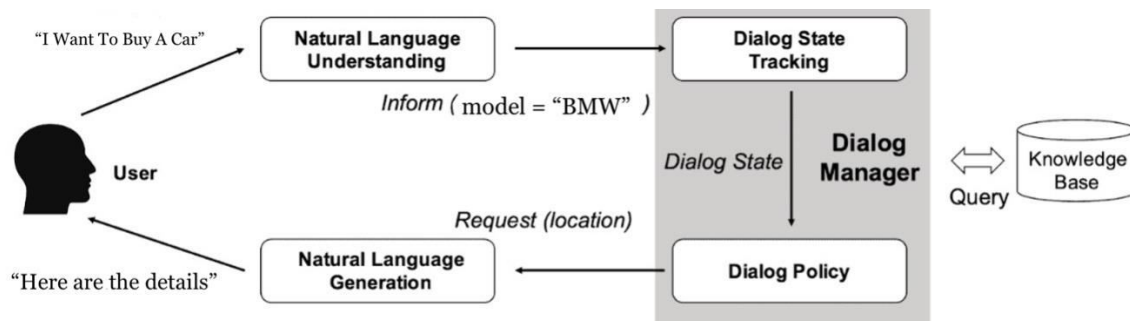 “I Want To Buy A Car”
Natural Language
Understanding
Dialog State
Tracking
Inform ( model = “BMW” )
User
Dialog State
Dialog
Manager
Query
Knowledge
Base
Request (location)
“Here are the details”
Natural Language
Generation
Dialog Policy